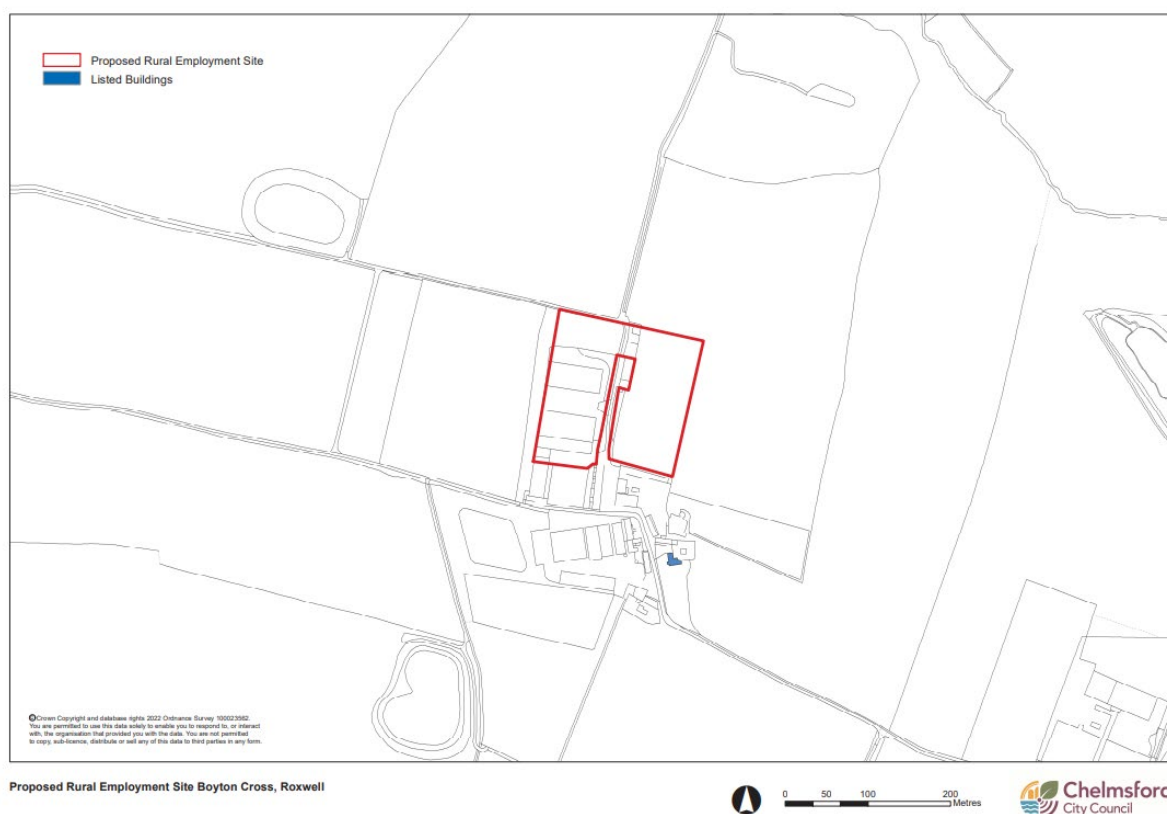 Proposed Rural Employment Site
Listed Buildings
©Crown Copyright and database rights 2022 Ordnance Survey 100023562.
You are permitted to use this data solely to enable you to respond to, or interact
with, the organisation that provided you with the data. You are not permitted
to copy, sub-licence, distribute or sell any of this data to third parties in any form.
Proposed Rural Employment Site Boyton Cross, Roxwell
0 50 100 200
Metres
Chelmsford
City Council